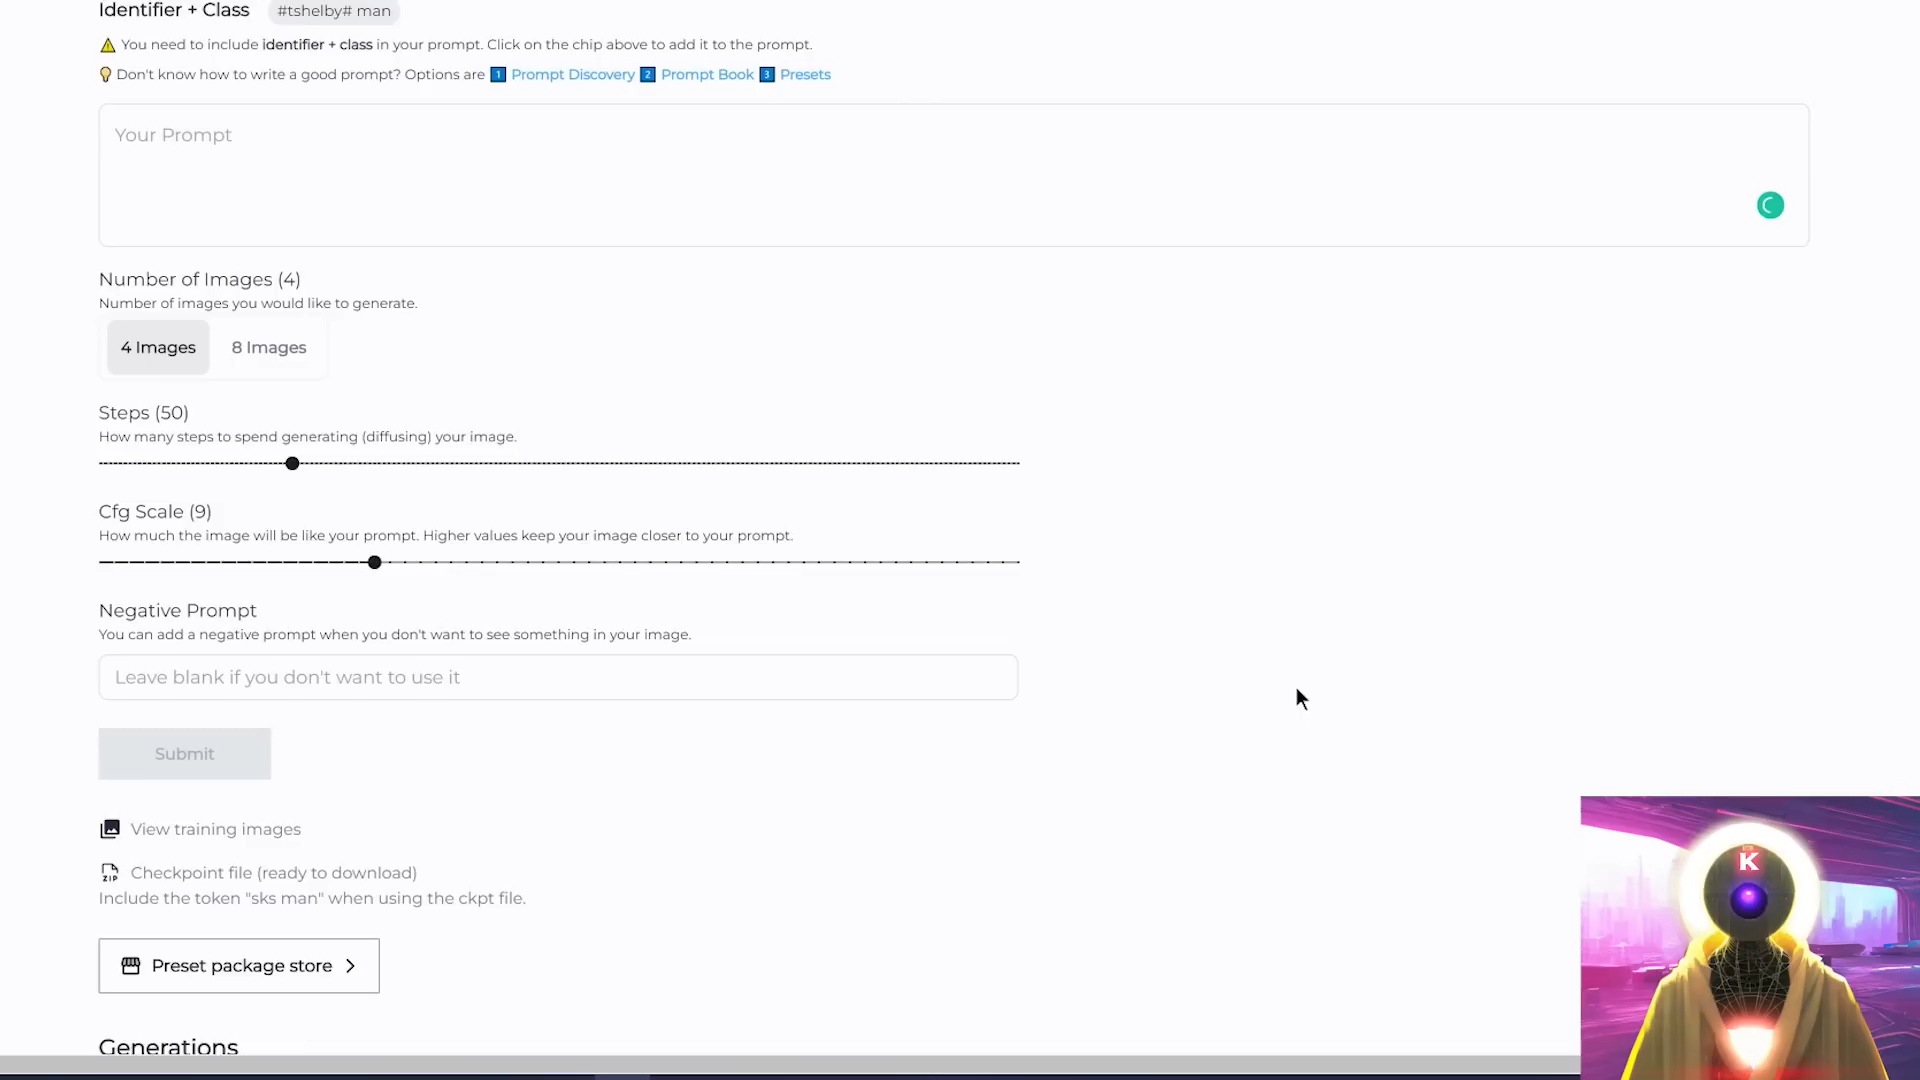 Identifier + Class #tshelby# man
You need to include identifier + class in your prompt. Click on the chip above to add it to the prompt.
Don't know how to write a good prompt? Options are 1 Prompt Discovery 2 Prompt Book 3 Presets
Your Prompt
Number of Images (4)
Number of images you would like to generate.
4 Images 8 Images
Steps (50)
How many steps to spend generating (diffusing) your image.
Cfg Scale (9)
How much the image will be like your prompt. Higher values keep your image closer to your prompt.
Negative Prompt
You can add a negative prompt when you don't want to see something in your image.
Leave blank if you don't want to use it
Submit
View training images
ZIP Checkpoint file (ready to download)
Include the token "sks man" when using the ckpt file.
Preset package store
Generations
K